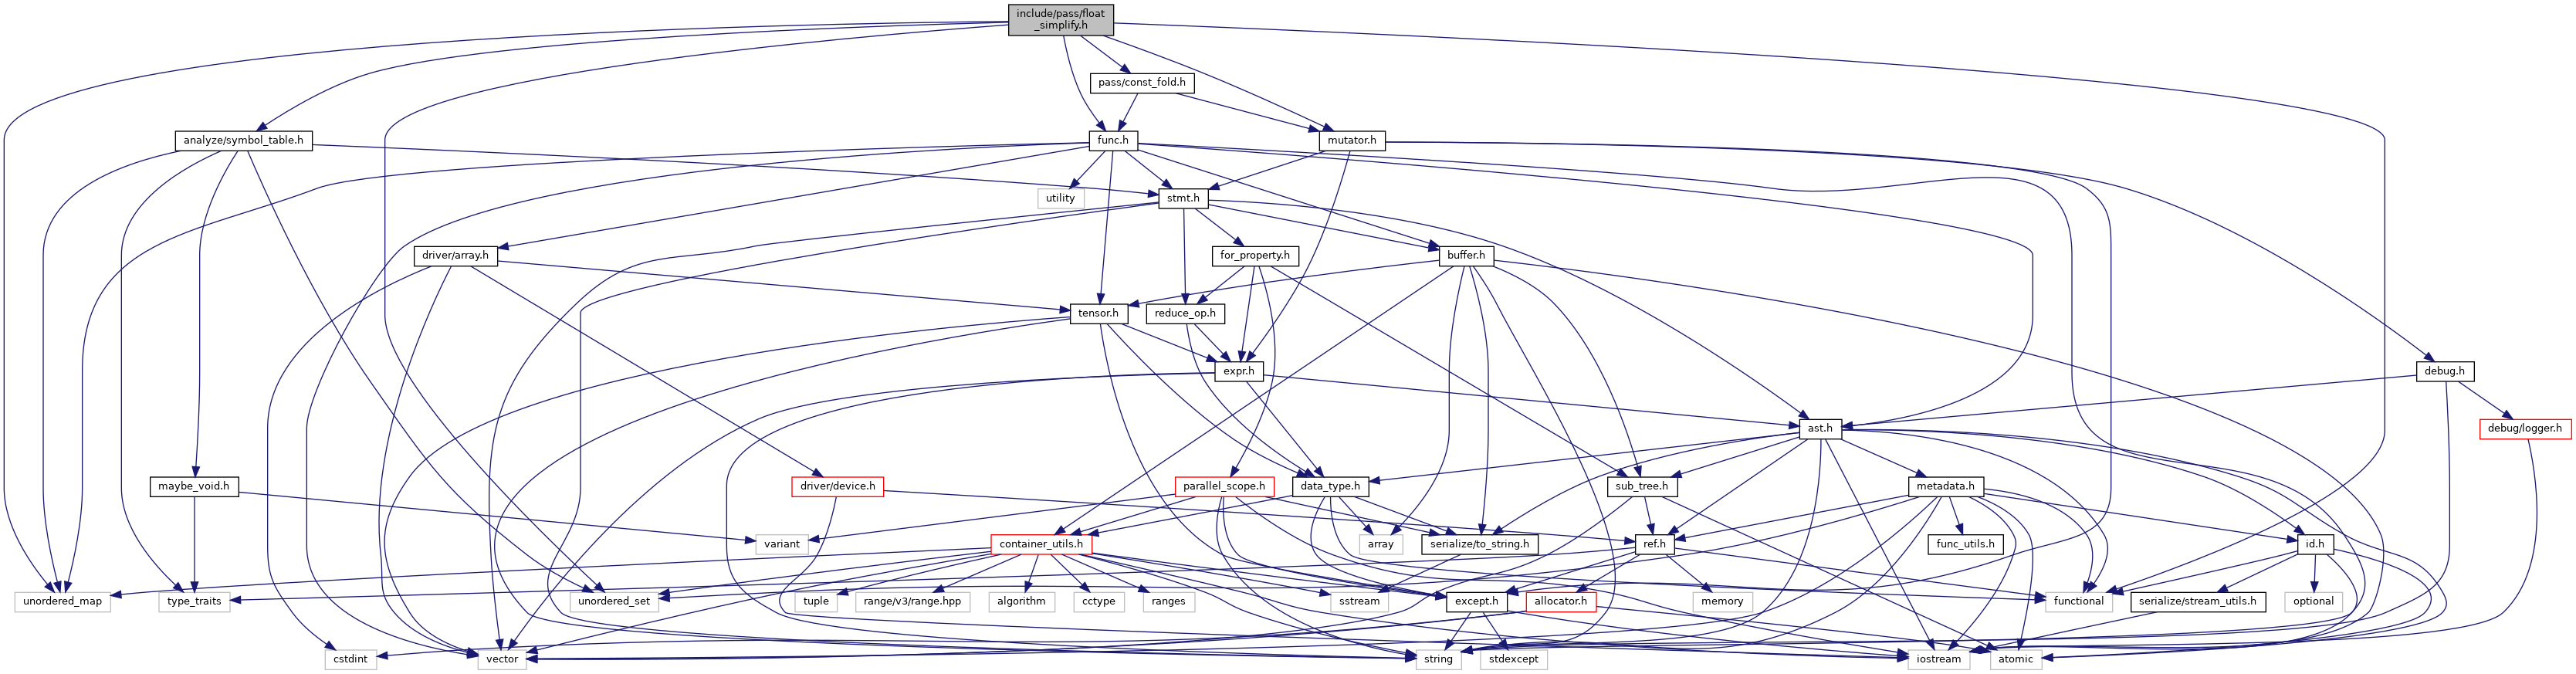 include/pass/float
_simplify.h
pass/const_fold.h
analyze/symbol_table.h
func.h
mutator.h
utility
stmt.h
driver/array.h
for_property.h
buffer.h
tensor.h
reduce_op.h
expr.h
debug.h
ast.h
debug/logger.h
maybe_void.h
driver/device.h
parallel_scope.h
data_type.h
sub_tree.h
metadata.h
variant
container_utils.h
array
serialize/to_string.h
ref.h
func_utils.h
id.h
unordered_map
type_traits
unordered_set
tuple
range/v3/range.hpp
algorithm
cctype
ranges
sstream
except.h
allocator.h
memory
functional
serialize/stream_utils.h
optional
cstdint
vector
string
stdexcept
iostream
atomic